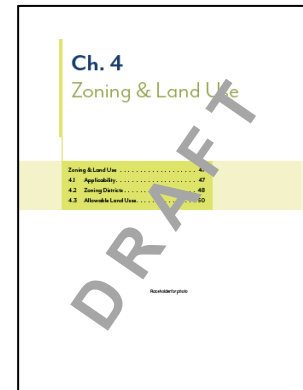 Ch. 4
Zoning & Land Use
Zoning & Land Use . . . . . . . . . . . . . . . . . . 47
4.1 Applicability. . . . . . . . . . . . . . . . . . . 47
4.2 Zoning Districts . . . . . . . . . . . . . . . . . 48
4.3 Allowable Land Uses. . . . . . . . . . . . . . 50
Placeholder for photo
DRAFT